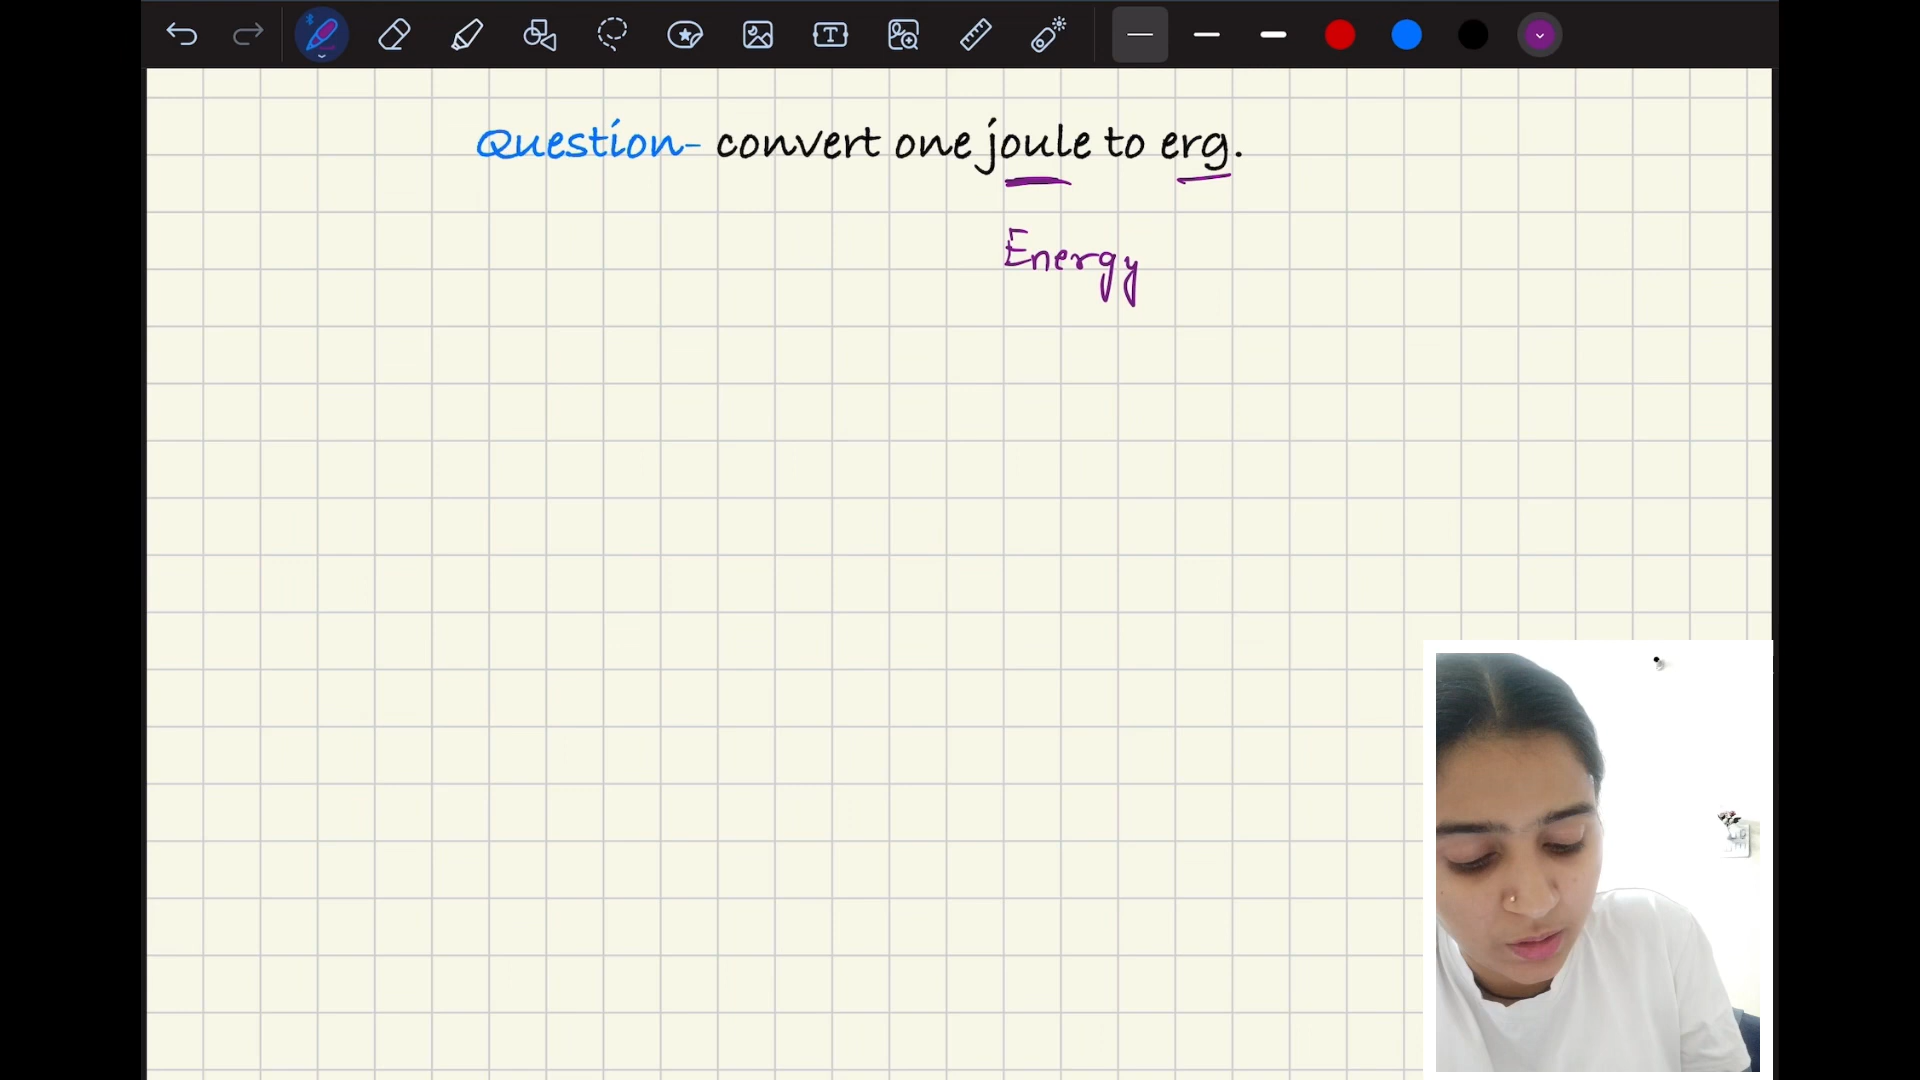 Question- convert one joule to erg.
Energy